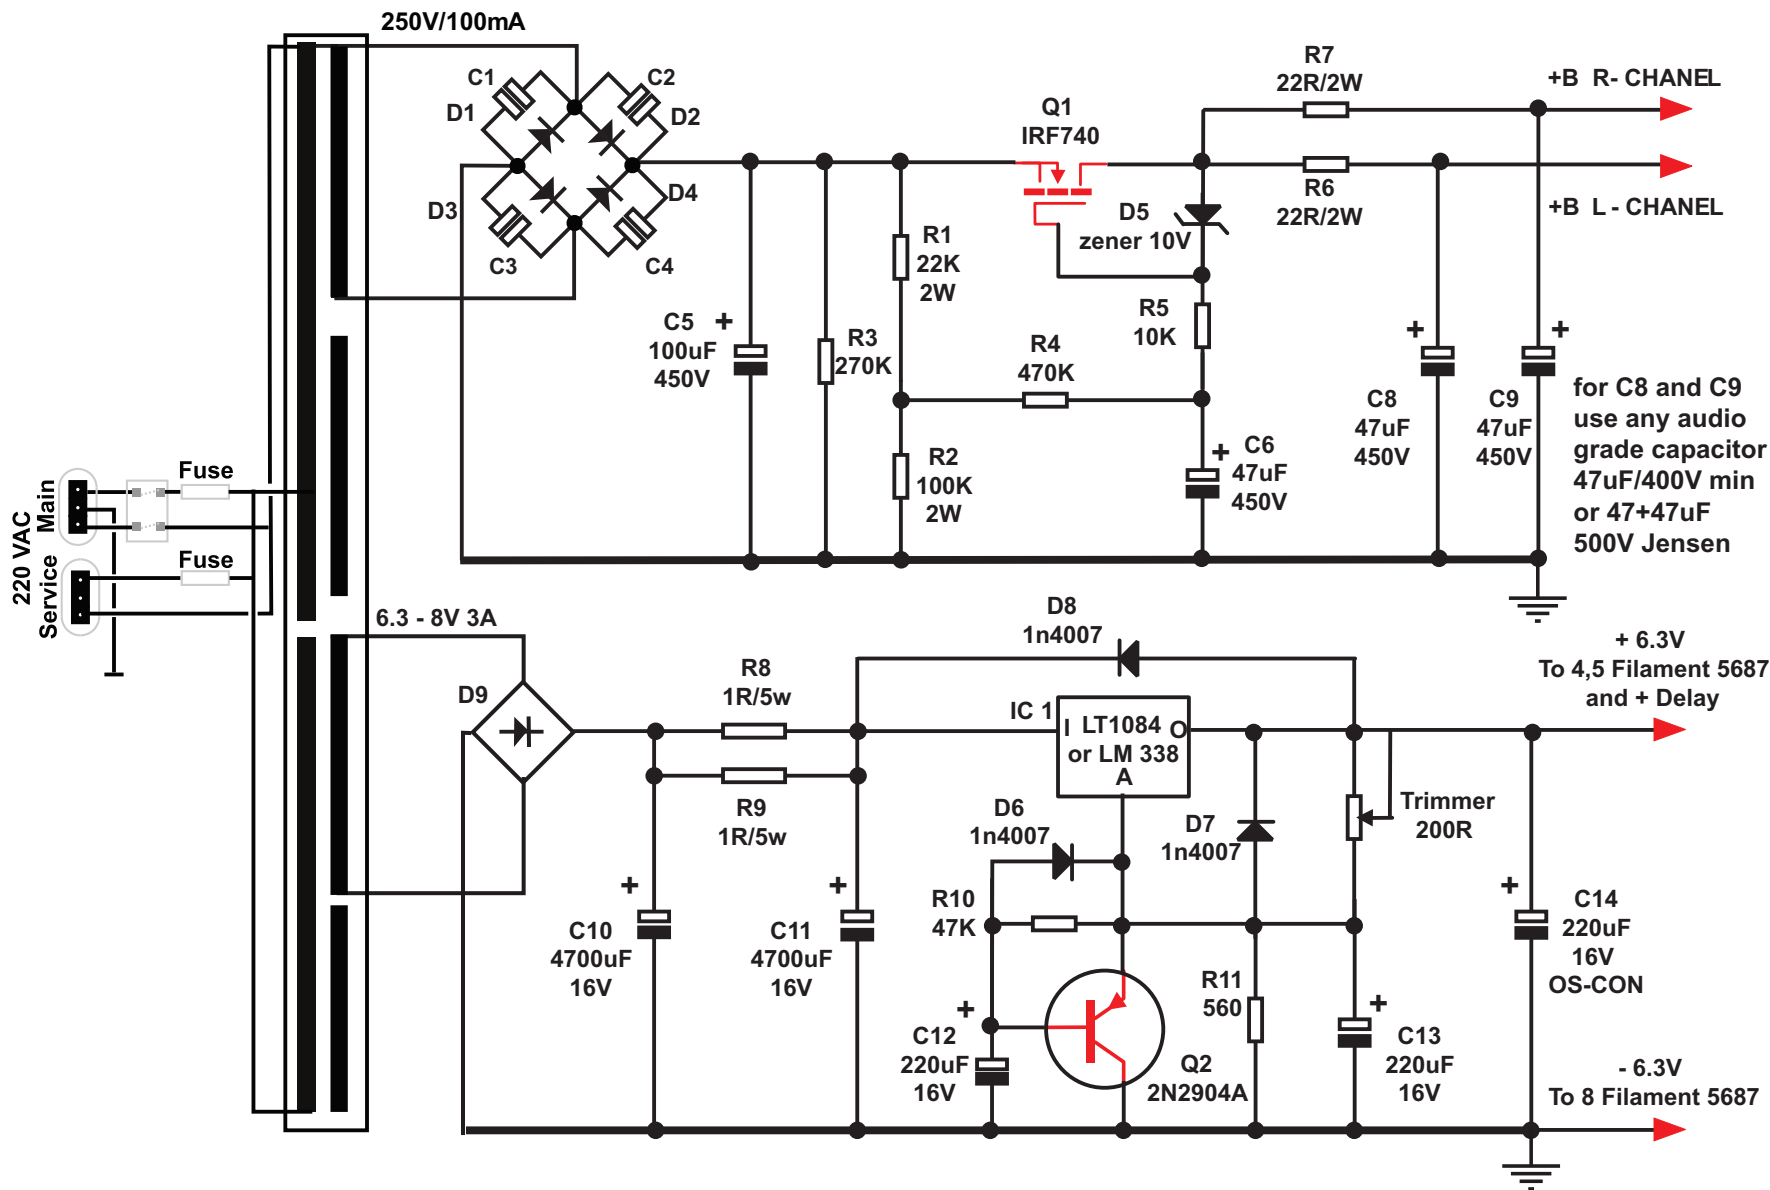 250V/100mA
C1
C2
D1
D2
D3
D4
C3
C4
Q1
IRF740
R7
22R/2W
+B R- CHANEL
R6
22R/2W
+B L - CHANEL
D5
zener 10V
R1
22K
2W
R5
10K
C5
+
100uF
450V
R3
270K
R4
470K
R2
100K
2W
+
C6
47uF
450V
+
C8
47uF
450V
+
C9
47uF
450V
for C8 and C9
use any audio
grade capacitor
47uF/400V min
or 47+47uF
500V Jensen
220 VAC
Main
Service
Fuse
Fuse
6.3 - 8V 3A
D9
R8
1R/5w
R9
1R/5w
D8
1n4007
IC 1
I
LT1084
O
or LM 338
A
+ 6.3V
To 4,5 Filament 5687
and + Delay
D6
1n4007
D7
1n4007
Trimmer
200R
+
C10
4700uF
16V
+
C11
4700uF
16V
R10
47K
+
C12
220uF
16V
Q2
2N2904A
R11
560
+
C13
220uF
16V
+
C14
220uF
16V
OS-CON
- 6.3V
To 8 Filament 5687